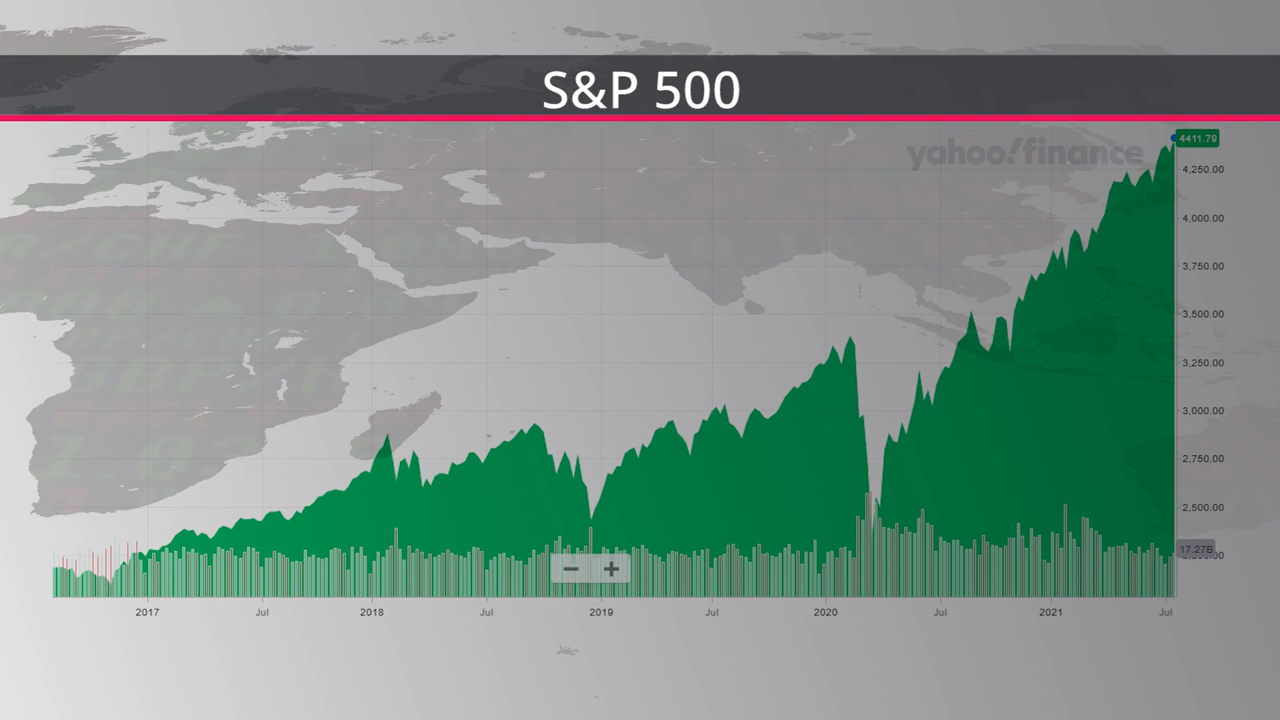 S&P 500
yahoo!finance
4411.79
4,250.00
4,000.00
3,750.00
3,500.00
3,250.00
3,000.00
2,750.00
2,500.00
17.27B
2017 Jul 2018 Jul 2019 Jul 2020 Jul 2021 Jul